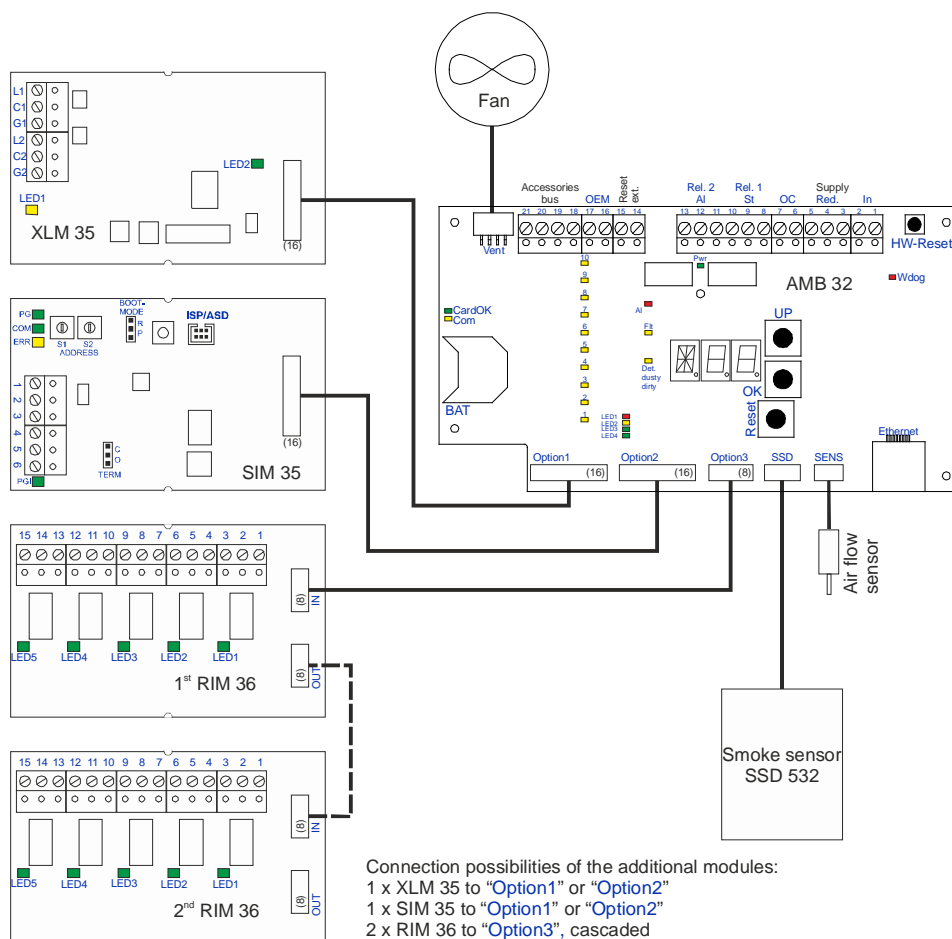 Fan
L1
C1
G1
L2
C2
G2
LED1
LED2
XLM 35
(16)
Accessories
bus
OEM
Reset
ext.
Rel. 2
Al
Rel. 1
St
OC
Supply
Red.
In
21 20 19 18 17 16 15 14
13 12 11 10 9 8 7 6 5 4 3 2 1
Vent
HW-Reset
Pwr
AMB 32
Wdog
10
9
8
7
6
5
4
3
2
1
CardOK
Com
Al
Flt
Det.
dusty
dirty
UP
OK
Reset
BAT
LED1
LED2
LED3
LED4
Ethernet
Option1
(16)
Option2
(16)
Option3
(8)
SSD
SENS
PG
COM
ERR
S1 S2
ADDRESS
BOOT-
MODE
R
P
ISP/ASD
1
2
3
4
5
6
PGI
C
O
TERM
(16)
SIM 35
Air flow
sensor
15 14 13 12 11 10 9 8 7 6 5 4 3 2 1
(8)
IN
LED5 LED4 LED3 LED2 LED1
(8)
OUT
1st RIM 36
15 14 13 12 11 10 9 8 7 6 5 4 3 2 1
(8)
IN
LED5 LED4 LED3 LED2 LED1
(8)
OUT
2nd RIM 36
Smoke sensor
SSD 532
Connection possibilities of the additional modules:
1 x XLM 35 to “Option1” or “Option2”
1 x SIM 35 to “Option1” or “Option2”
2 x RIM 36 to “Option3”, cascaded